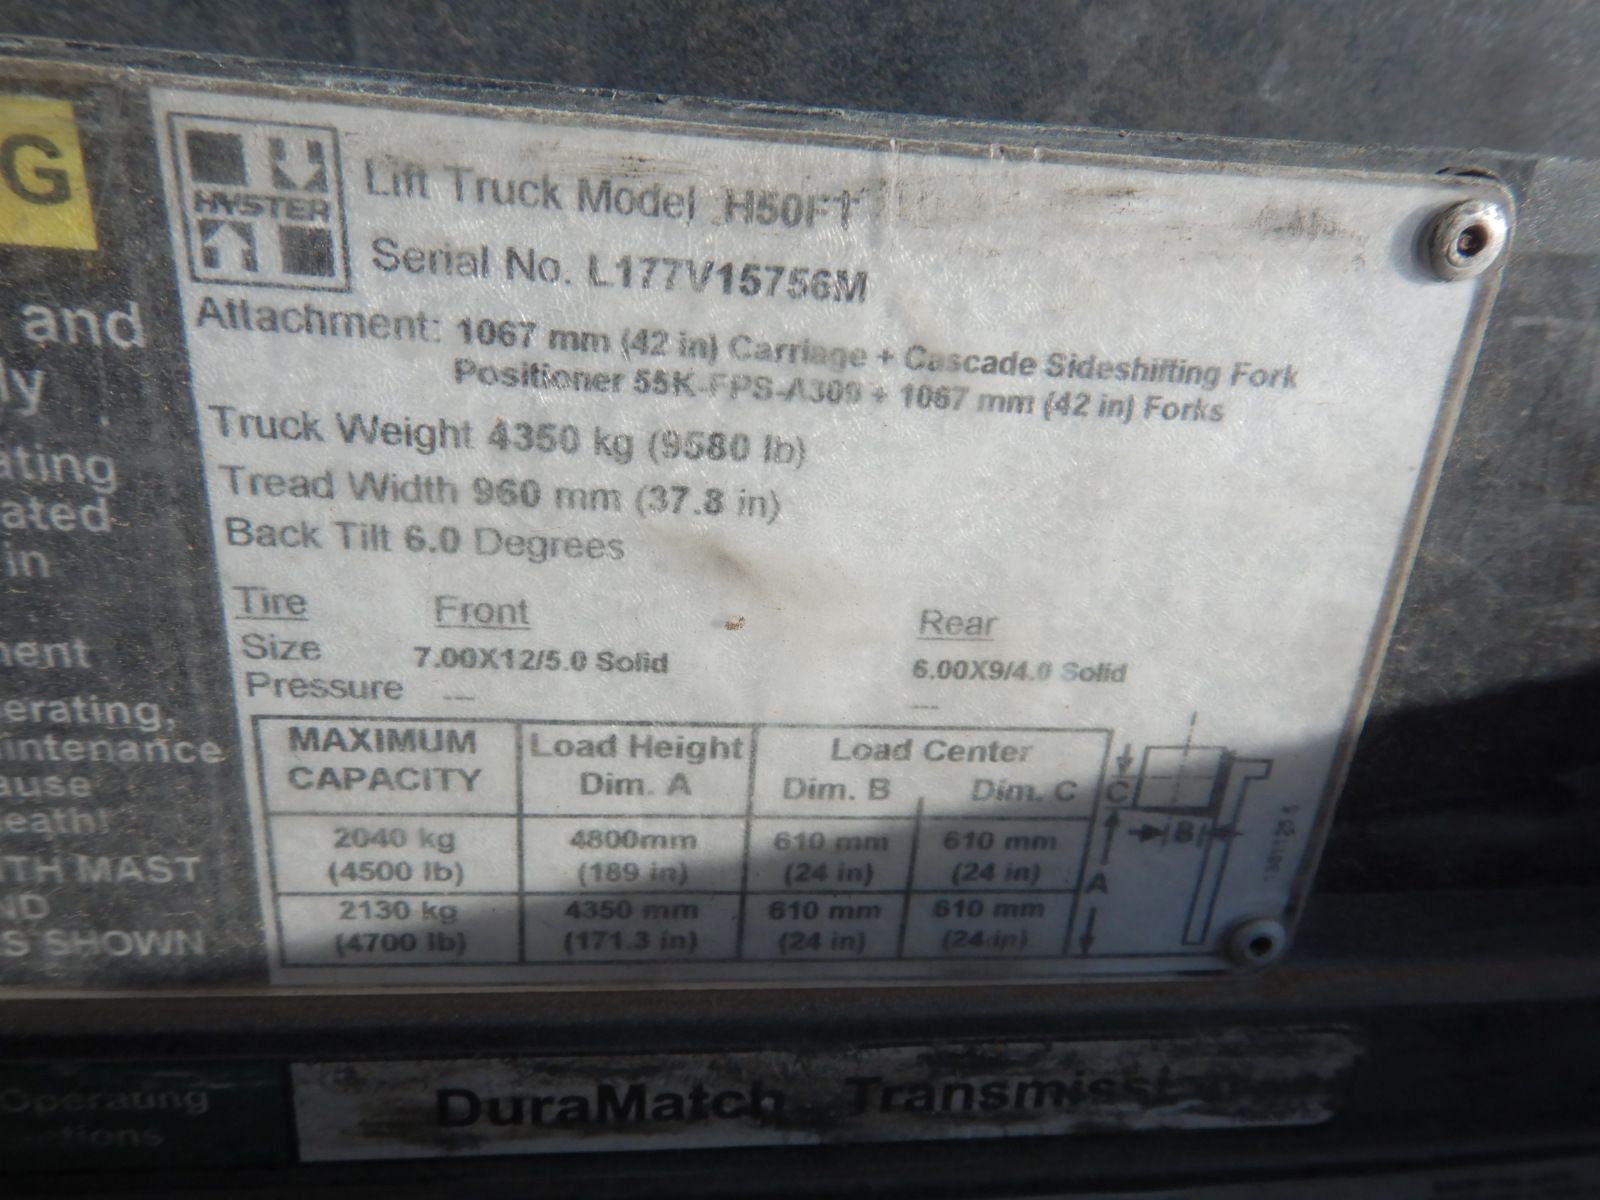 G
and
ly
ating
ated
in
ment
erating,
aintenance
ause
eath!
TH MAST
ND
S SHOWN
HYSTER
Lift Truck Model H50FT
Serial No. L177V15756M
Attachment: 1067 mm (42 in) Carriage + Cascade Sideshifting Fork
Positioner 55K-FPS-A309 + 1067 mm (42 in) Forks
Truck Weight 4350 kg (9580 lb)
Tread Width 960 mm (37.8 in)
Back Tilt 6.0 Degrees
Tire Front Rear
Size 7.00X12/5.0 Solid 6.00X9/4.0 Solid
Pressure --- ---
MAXIMUM Load Height Load Center
CAPACITY Dim. A Dim. B Dim. C
2040 kg 4800mm 610 mm 610 mm
(4500 lb) (189 in) (24 in) (24 in)
2130 kg 4350 mm 610 mm 610 mm
(4700 lb) (171.3 in) (24 in) (24 in)
C
B
A
Operating
DuraMatch Transmission